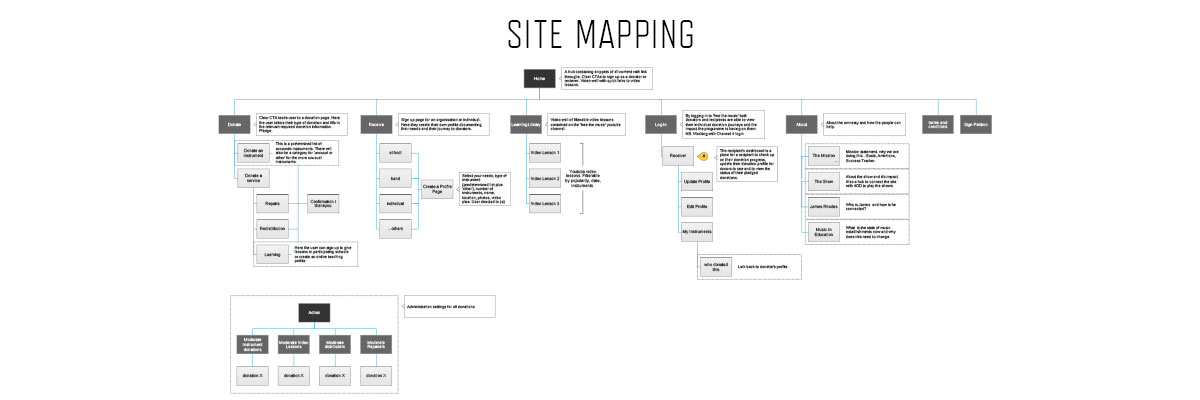 SITE MAPPING
Home
A hub containing snippets of all content with link
throughs. Clear CTAs to sign up as a donator or
reciever. Video well with quick links to video
lessons.
Donate
Clear CTA leads user to a donation page. Here
the user tailors their type of donation and fills in
the relevant required donation information.
Pledge
Receive
Sign up page for an organisation or individual.
Here they create their own profile documenting
their needs and their journey to donators.
Learning Library
Video well of filterable video lessons
contained on the 'free the music' youtube
channel
Log In
By logging in to 'free the music' both
donators and recipients are able to view
their individual donation journeys and the
impact the programme is having on them
NB. Working with Channel 4 login
About
About the amnesty and how the people can
help.
terms and
conditions
Sign Petition
Donate an
instrument
This is a predetermined list of
accessible instruments. There will
also be a category for 'unusual or
other' for the more unusual
instruments.
Donate a
service
Repairs
Confirmation /
thankyou
Redistribution
Learning
Here the user can sign up to give
lessons in participating schools
or create an online teaching
profile
school
band
individual
...others
Create a Profile
Page
Select your needs; type of
instrument
(predetermined list plus
'other'), number of
instruments, name,
location, photos, video
plea. User directed to (a)
Video Lesson 1
Video Lesson 2
Video Lesson 3
Youtube video
lessons. Filterable
by popularity, date,
instruments
Receiver
The recipients dashboard is a
place for a recipient to check up
on their donation progress,
update their donation profile for
donors to see and to view the
status of their pledged
donations.
Update Profile
Edit Profile
My Instruments
who donated
this
Link back to donator's profile
The Mission
Mission statement. why we are
doing this. Goals, Ambitions,
Success Tracker.
The Show
About the show and it's impact.
Also a hub to connect the site
with 4OD to play the shows.
James Rhodes
Who is James and how is he
connected?
Music In
Education
What is the state of music
establishments now and why
does this need to change.
Admin
Administration settings for all donations
Moderate
Instrument
donations
Moderate Video
Lessons
Moderate
distributors
Moderate
Repairers
donation X
donation X
donation X
donation X